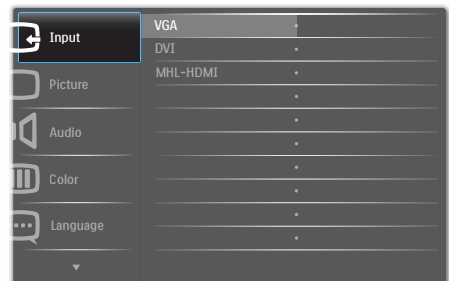 Input
Picture
Audio
Color
Language
VGA
DVI
MHL-HDMI